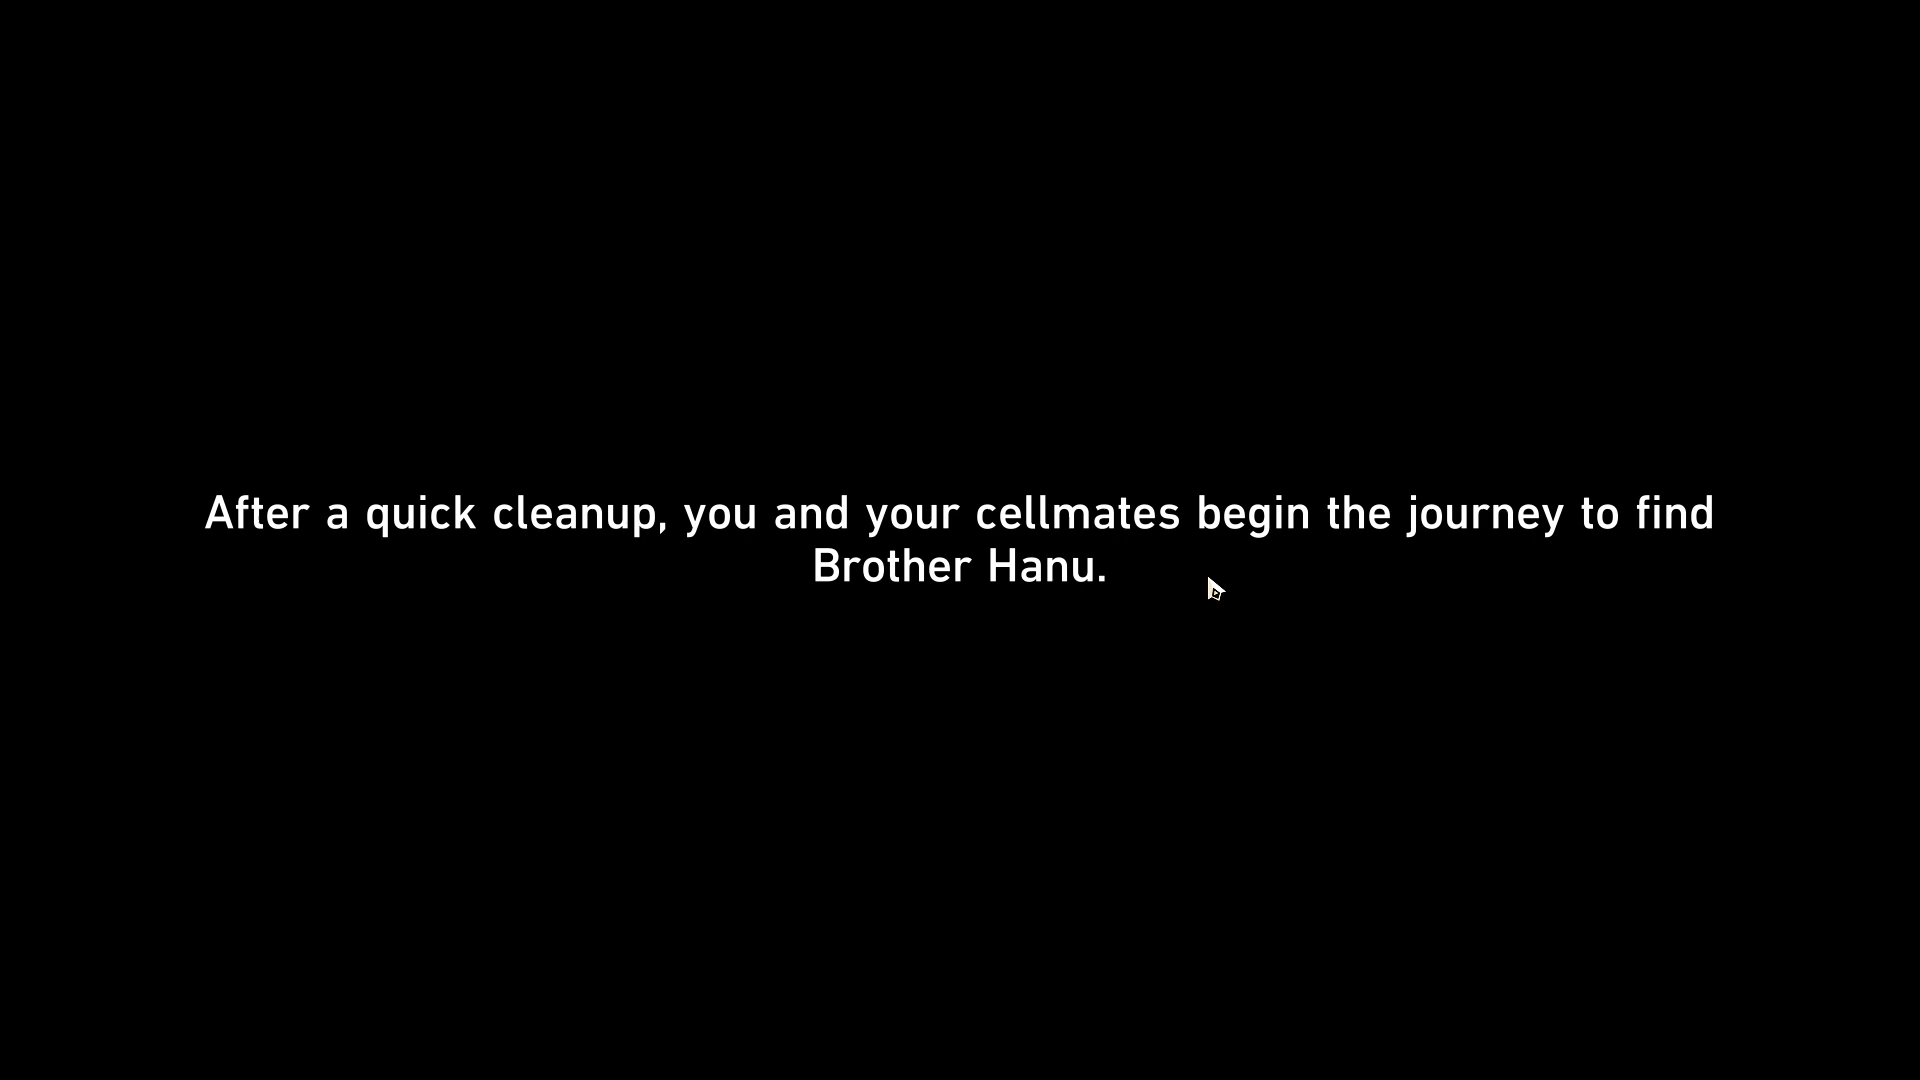 After a quick cleanup, you and your cellmates begin the journey to find
Brother Hanu.